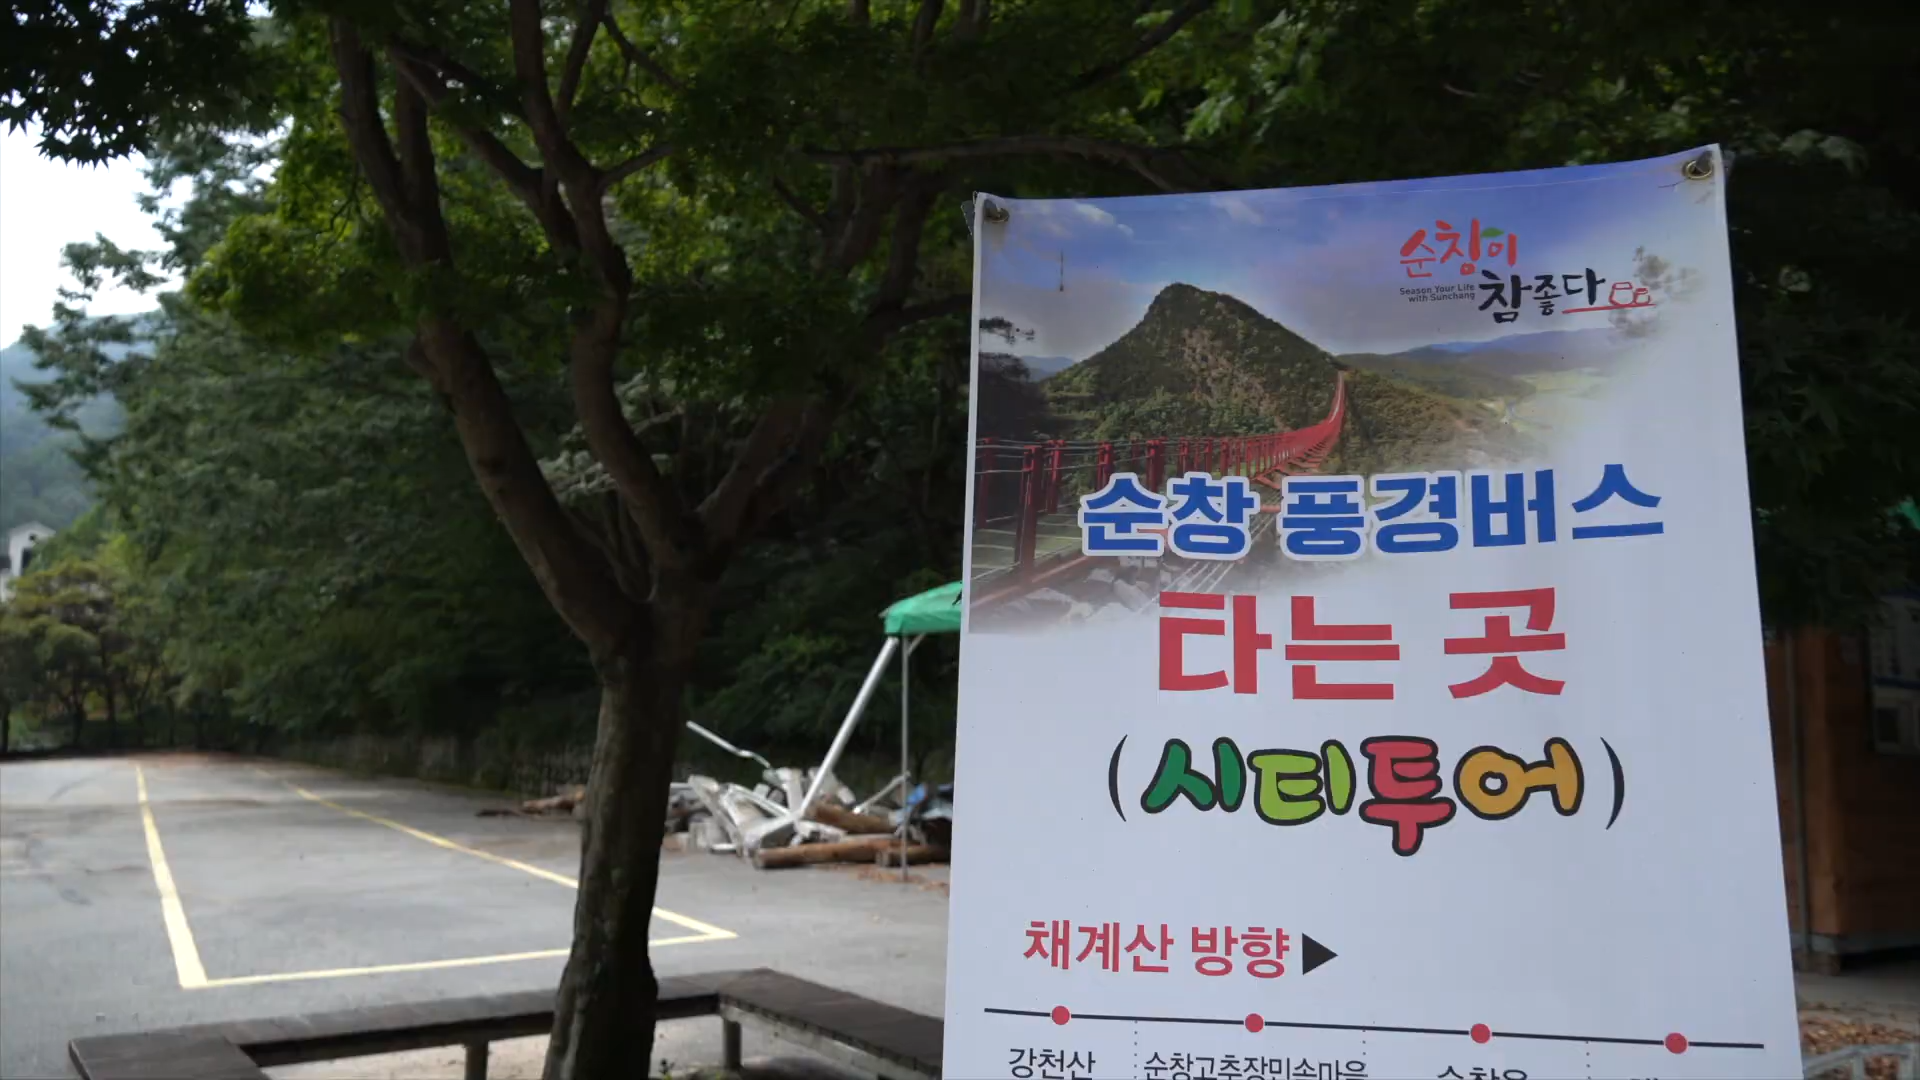 순창이
참좋다
Season Your Life
with Sunchang
순창 풍경버스
타는 곳
(시티투어)
채계산 방향▶
강천산 순창고추장민속마을 순창읍